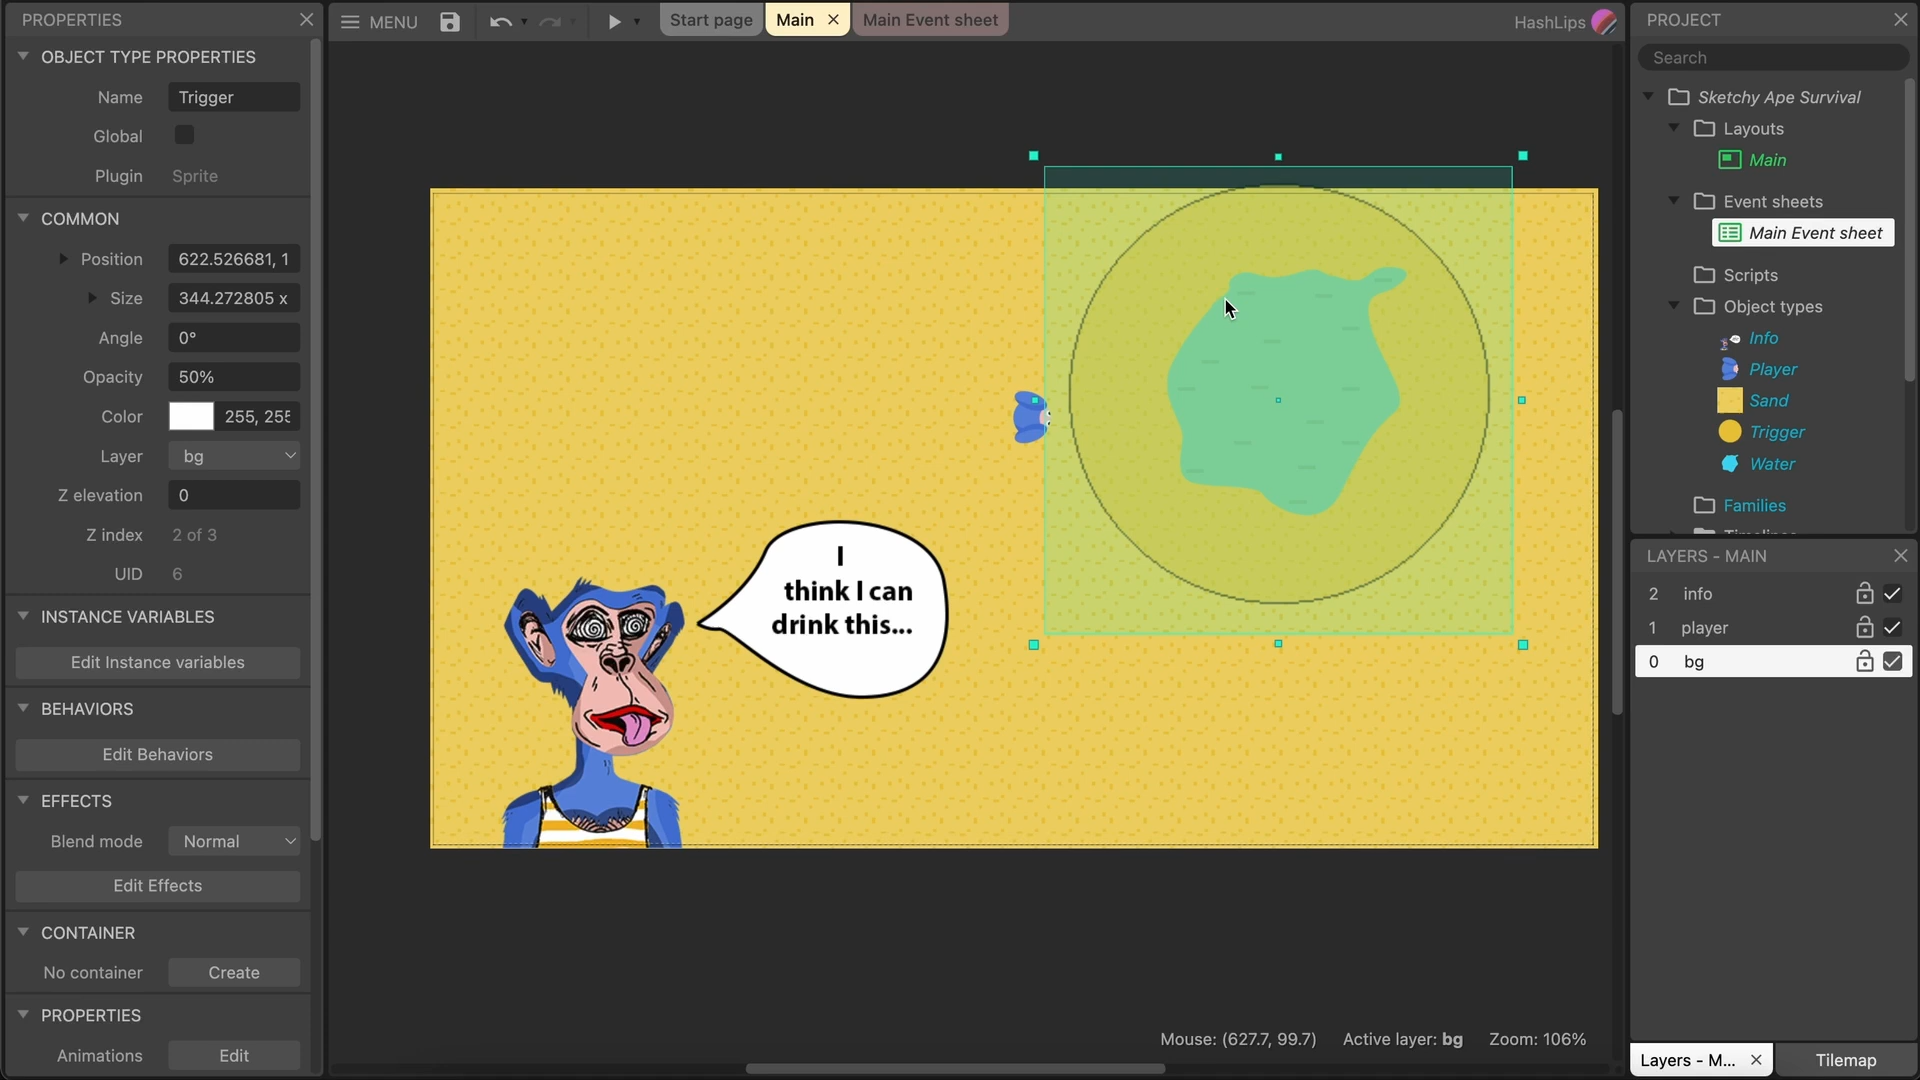 PROPERTIES
OBJECT TYPE PROPERTIES
Name Trigger
Global
Plugin Sprite
COMMON
Position 622.526681, 1
Size 344.272805 x
Angle 0°
Opacity 50%
Color 255, 255
Layer bg
Z elevation 0
Z index 2 of 3
UID 6
INSTANCE VARIABLES
Edit Instance variables
BEHAVIORS
Edit Behaviors
EFFECTS
Blend mode Normal
Edit Effects
CONTAINER
No container Create
PROPERTIES
Animations Edit
MENU
Start page
Main
Main Event sheet
HashLips
I
think I can
drink this...
Mouse: (627.7, 99.7) Active layer: bg Zoom: 106%
PROJECT
Search
Sketchy Ape Survival
Layouts
Main
Event sheets
Main Event sheet
Scripts
Object types
Info
Player
Sand
Trigger
Water
Families
Timelines
LAYERS - MAIN
2 info
1 player
0 bg
Layers - M...
Tilemap